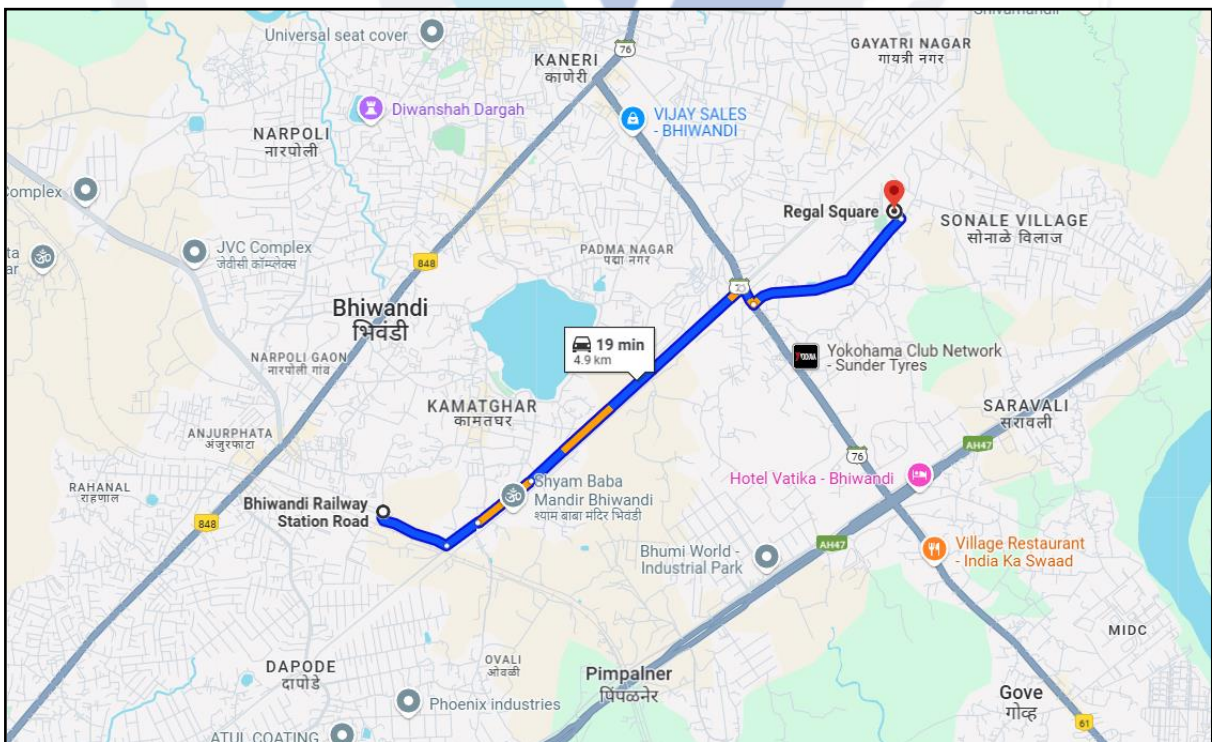 Universal seat cover
76
KANERI
काणेरी
GAYATRI NAGAR
गायत्री नगर
Diwanshah Dargah
VIJAY SALES
- BHIWANDI
NARPOLI
नारपोली
Complex
Regal Square
SONALE VILLAGE
सोनाळे विलाज
JVC Complex
जेवीसी कॉम्प्लेक्स
PADMA NAGAR
पद्मा नगर
848
Bhiwandi
भिवंडी
19 min
4.9 km
Yokohama Club Network
- Sunder Tyres
NARPOLI GAON
नारपोली गांव
KAMATGHAR
कामतघर
SARAVALI
सरावली
ANJURPHATA
अंजुरफाटा
AH47
76
Hotel Vatika - Bhiwandi
RAHANAL
राहणाल
Shyam Baba
Mandir Bhiwandi
श्याम बाबा मंदिर भिवंडी
Bhiwandi Railway
Station Road
848
AH47
Bhumi World -
Industrial Park
Village Restaurant
- India Ka Swaad
MIDC
DAPODE
दापोडे
OVALI
ओवळी
Pimpalner
पिंपळनेर
Gove
गोव्ह
Phoenix industries
61
ATUL COATING